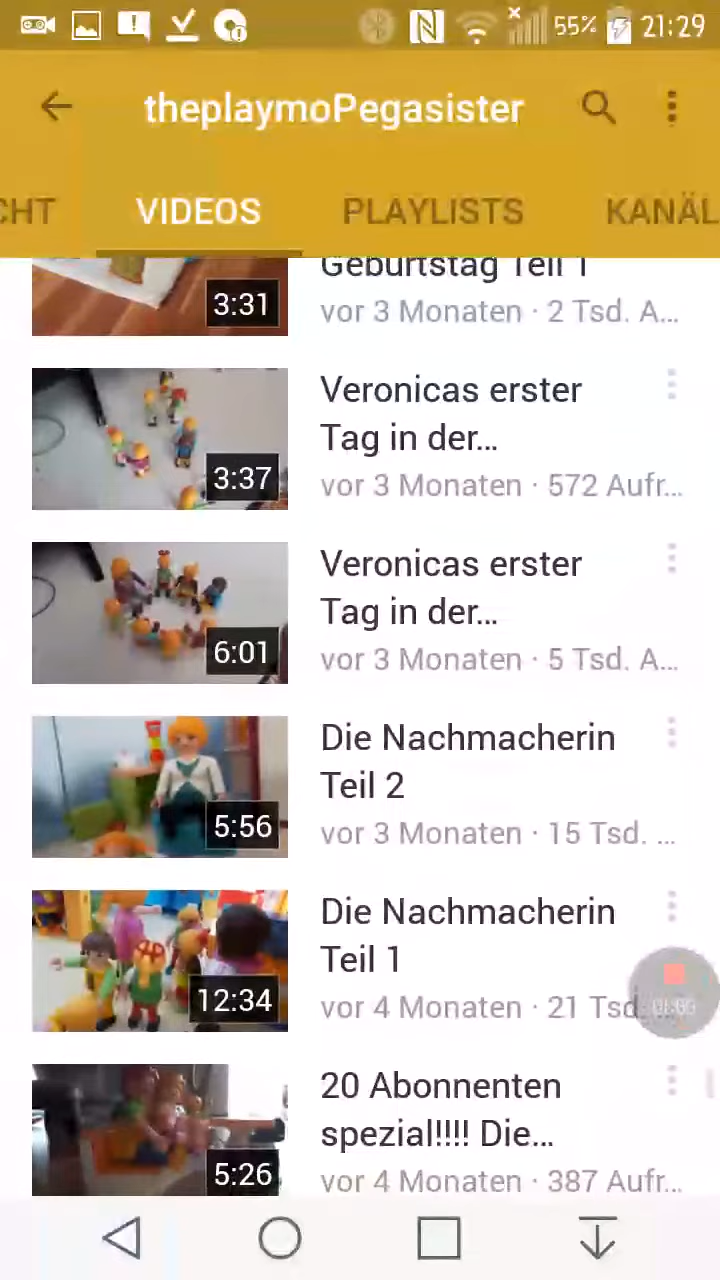 55% 21:29
theplaymoPegasister
CHT VIDEOS PLAYLISTS KANÄL
Geburtstag Teil 1
3:31
vor 3 Monaten · 2 Tsd. A...
Veronicas erster
Tag in der...
3:37
vor 3 Monaten · 572 Aufr...
Veronicas erster
Tag in der...
6:01
vor 3 Monaten · 5 Tsd. A...
Die Nachmacherin
Teil 2
5:56
vor 3 Monaten · 15 Tsd. ...
Die Nachmacherin
Teil 1
12:34
vor 4 Monaten · 21 Tsd.
20 Abonnenten
spezial!!!! Die...
5:26
vor 4 Monaten · 387 Aufr...